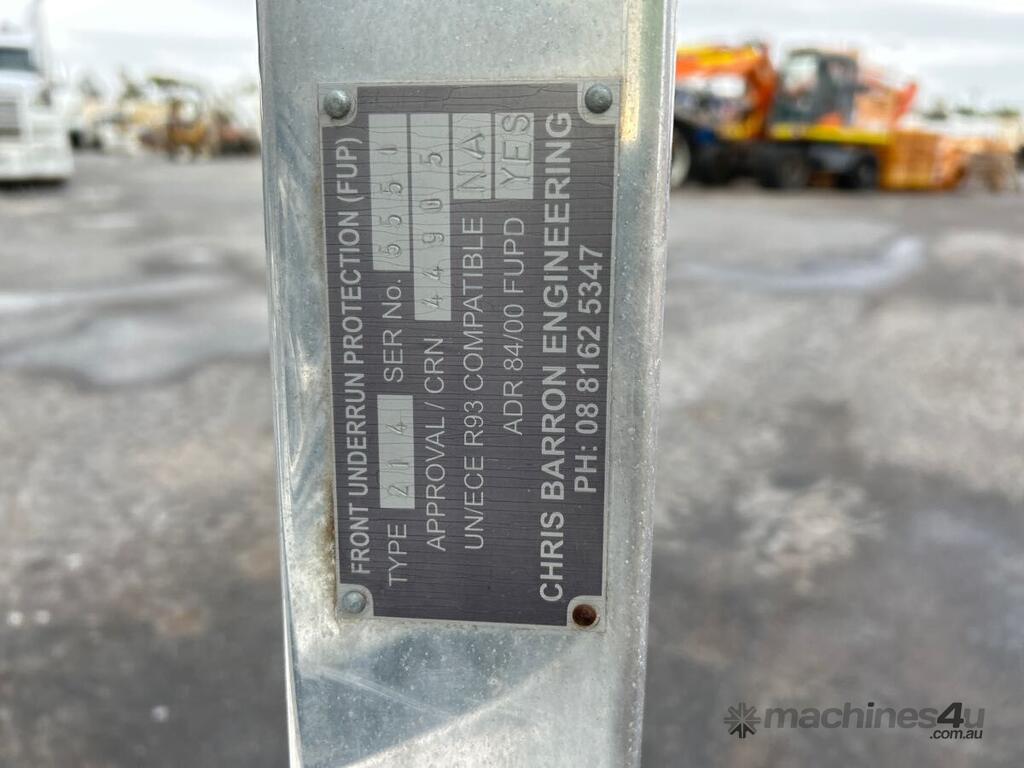 FRONT UNDERRUN PROTECTION (FUP)
TYPE 214 SER No. 5551
APPROVAL / CRN 44905
UN/ECE R93 COMPATIBLE NA
ADR 84/00 FUPD YES
CHRIS BARRON ENGINEERING
PH: 08 8162 5347
machines4u
.com.au